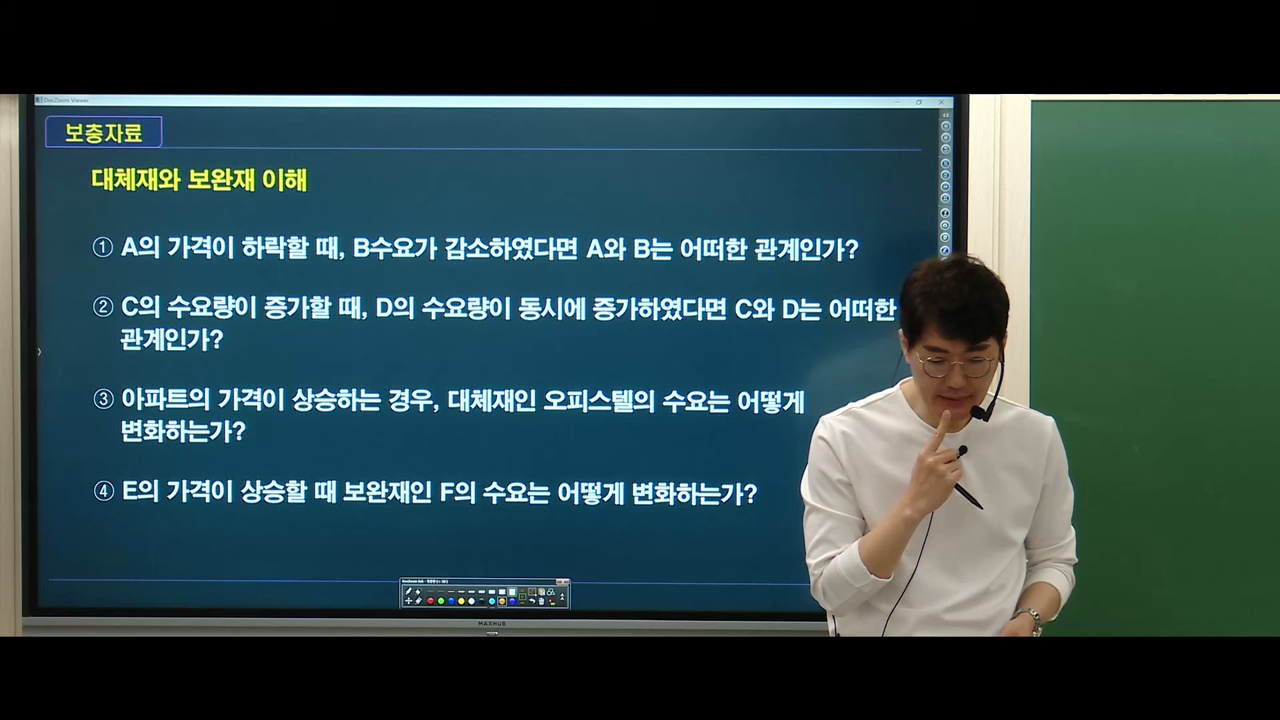 DocZoom Viewer
보충자료
대체재와 보완재 이해
① A의 가격이 하락할 때, B수요가 감소하였다면 A와 B는 어떠한 관계인가?
② C의 수요량이 증가할 때, D의 수요량이 동시에 증가하였다면 C와 D는 어떠한
관계인가?
③ 아파트의 가격이 상승하는 경우, 대체재인 오피스텔의 수요는 어떻게
변화하는가?
④ E의 가격이 상승할 때 보완재인 F의 수요는 어떻게 변화하는가?
MAXHUB